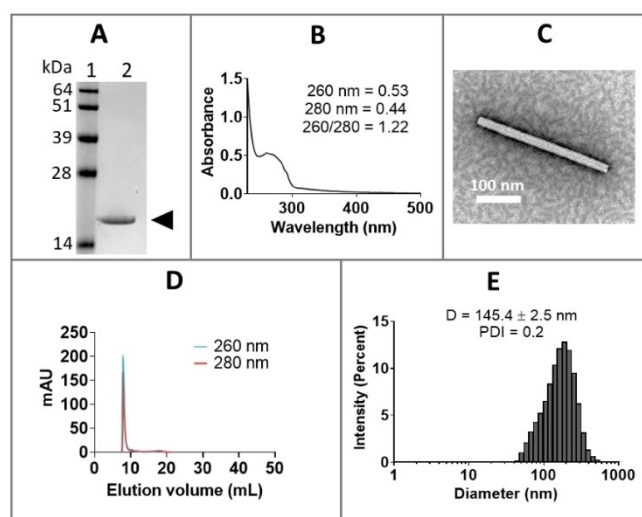 A
kDa 1 2
64
51
39
28
14
B
260 nm = 0.53
280 nm = 0.44
260/280 = 1.22
Absorbance
1.5
1.0
0.5
0.0
300 400 500
Wavelength (nm)
C
100 nm
D
260 nm
280 nm
mAU
250
200
150
100
50
0
0 10 20 30 40 50
Elution volume (mL)
E
D = 145.4 ± 2.5 nm
PDI = 0.2
Intensity (Percent)
15
10
5
0
1 10 100 1000
Diameter (nm)